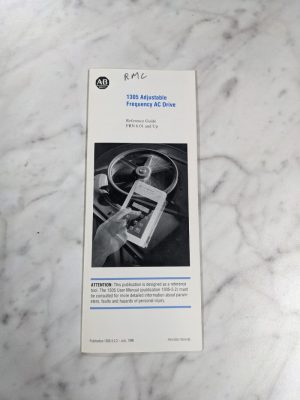 RMC
AB
1305 Adjustable
Frequency AC Drive
Reference Guide
FRN 6.01 and Up
ATTENTION: This publication is designed as a reference
tool. The 1305 User Manual (publication 1305-5.2) must
be consulted for more detailed information about param-
eters, faults and hazards of personal injury.